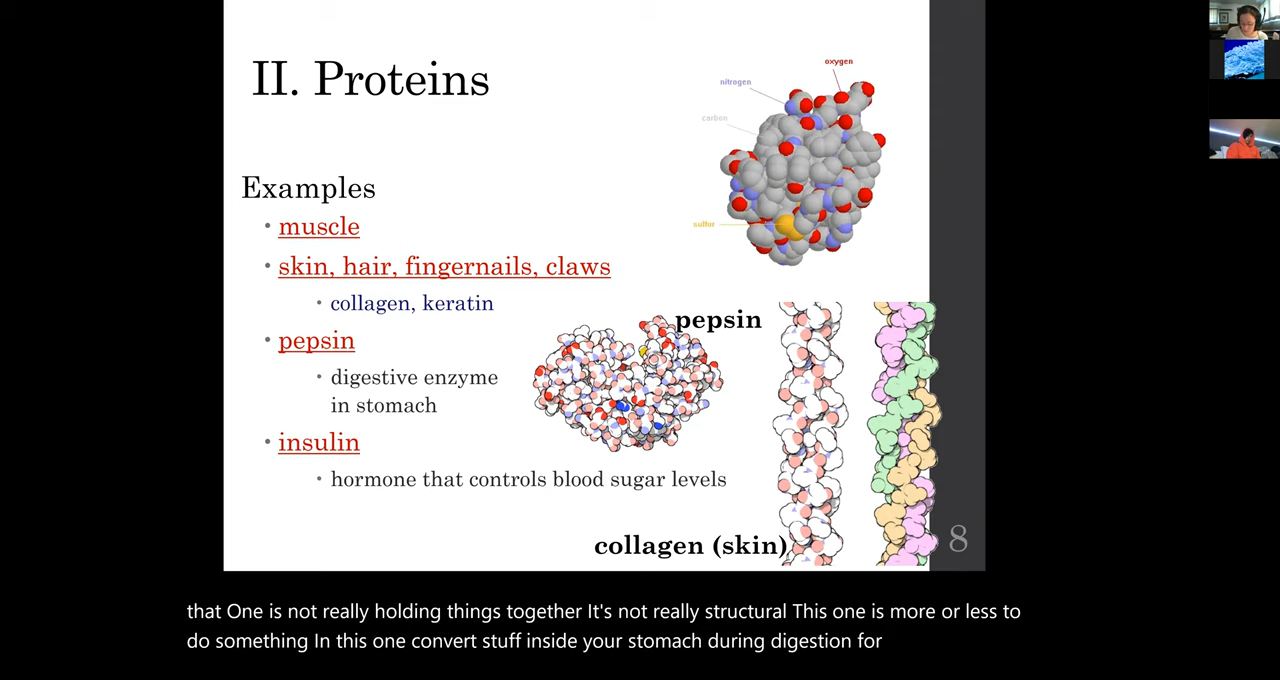 II. Proteins
oxygen
nitrogen
carbon
sulfur
Examples
• muscle
• skin, hair, fingernails, claws
• collagen, keratin
pepsin
• pepsin
• digestive enzyme
in stomach
• insulin
• hormone that controls blood sugar levels
collagen (skin)
8
that One is not really holding things together It's not really structural This one is more or less to
do something In this one convert stuff inside your stomach during digestion for